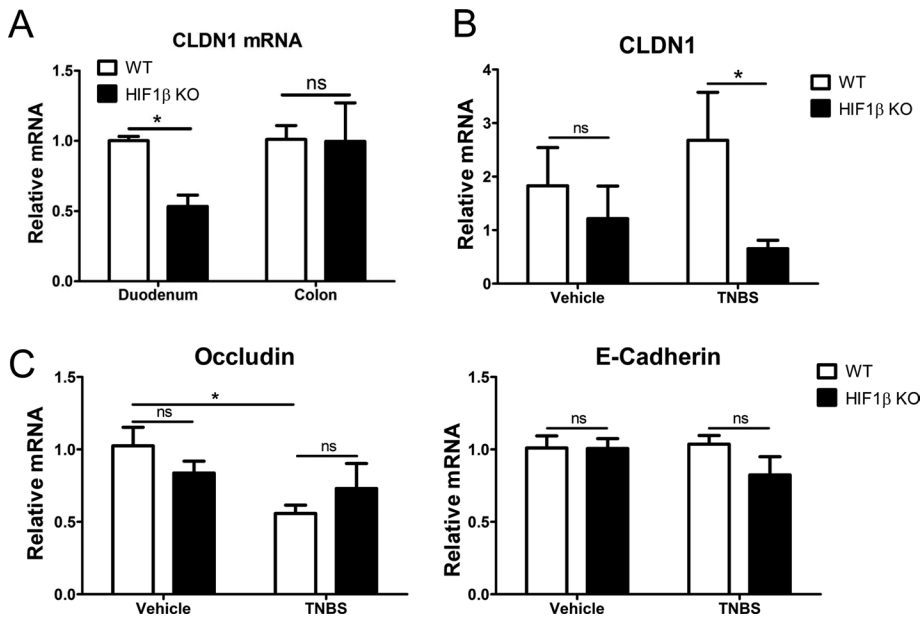 A
CLDN1 mRNA
WT
HIF1β KO
Relative mRNA
1.5
1.0
0.5
0.0
*
ns
Duodenum
Colon
B
CLDN1
WT
HIF1β KO
Relative mRNA
4
3
2
1
0
ns
*
Vehicle
TNBS
C
Occludin
Relative mRNA
1.5
1.0
0.5
0.0
*
ns
ns
Vehicle
TNBS
E-Cadherin
WT
HIF1β KO
Relative mRNA
1.5
1.0
0.5
0.0
ns
ns
Vehicle
TNBS